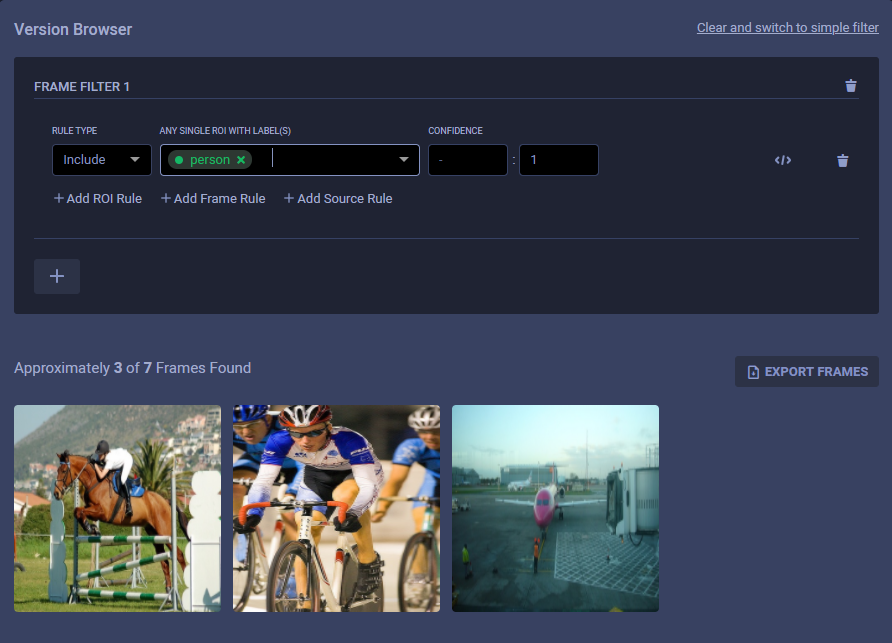 Version Browser
Clear and switch to simple filter
FRAME FILTER 1
RULE TYPE
ANY SINGLE ROI WITH LABEL(S)
CONFIDENCE
Include
person
-
:
1
</>
+ Add ROI Rule
+ Add Frame Rule
+ Add Source Rule
+
Approximately 3 of 7 Frames Found
EXPORT FRAMES